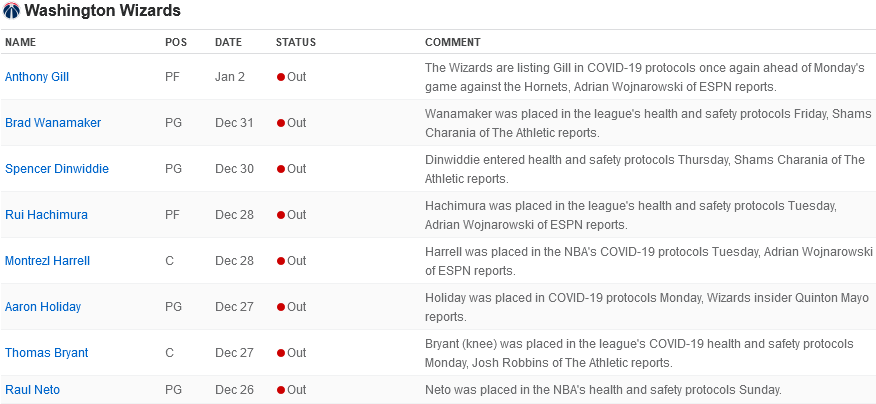 Washington Wizards
NAME POS DATE STATUS COMMENT
Anthony Gill PF Jan 2 Out The Wizards are listing Gill in COVID-19 protocols once again ahead of Monday's
game against the Hornets, Adrian Wojnarowski of ESPN reports.
Brad Wanamaker PG Dec 31 Out Wanamaker was placed in the league's health and safety protocols Friday, Shams
Charania of The Athletic reports.
Spencer Dinwiddie PG Dec 30 Out Dinwiddie entered health and safety protocols Thursday, Shams Charania of The
Athletic reports.
Rui Hachimura PF Dec 28 Out Hachimura was placed in the league's health and safety protocols Tuesday,
Adrian Wojnarowski of ESPN reports.
Montrezl Harrell C Dec 28 Out Harrell was placed in the NBA's COVID-19 protocols Tuesday, Adrian Wojnarowski
of ESPN reports.
Aaron Holiday PG Dec 27 Out Holiday was placed in COVID-19 protocols Monday, Wizards insider Quinton Mayo
reports.
Thomas Bryant C Dec 27 Out Bryant (knee) was placed in the league's COVID-19 health and safety protocols
Monday, Josh Robbins of The Athletic reports.
Raul Neto PG Dec 26 Out Neto was placed in the NBA's health and safety protocols Sunday.